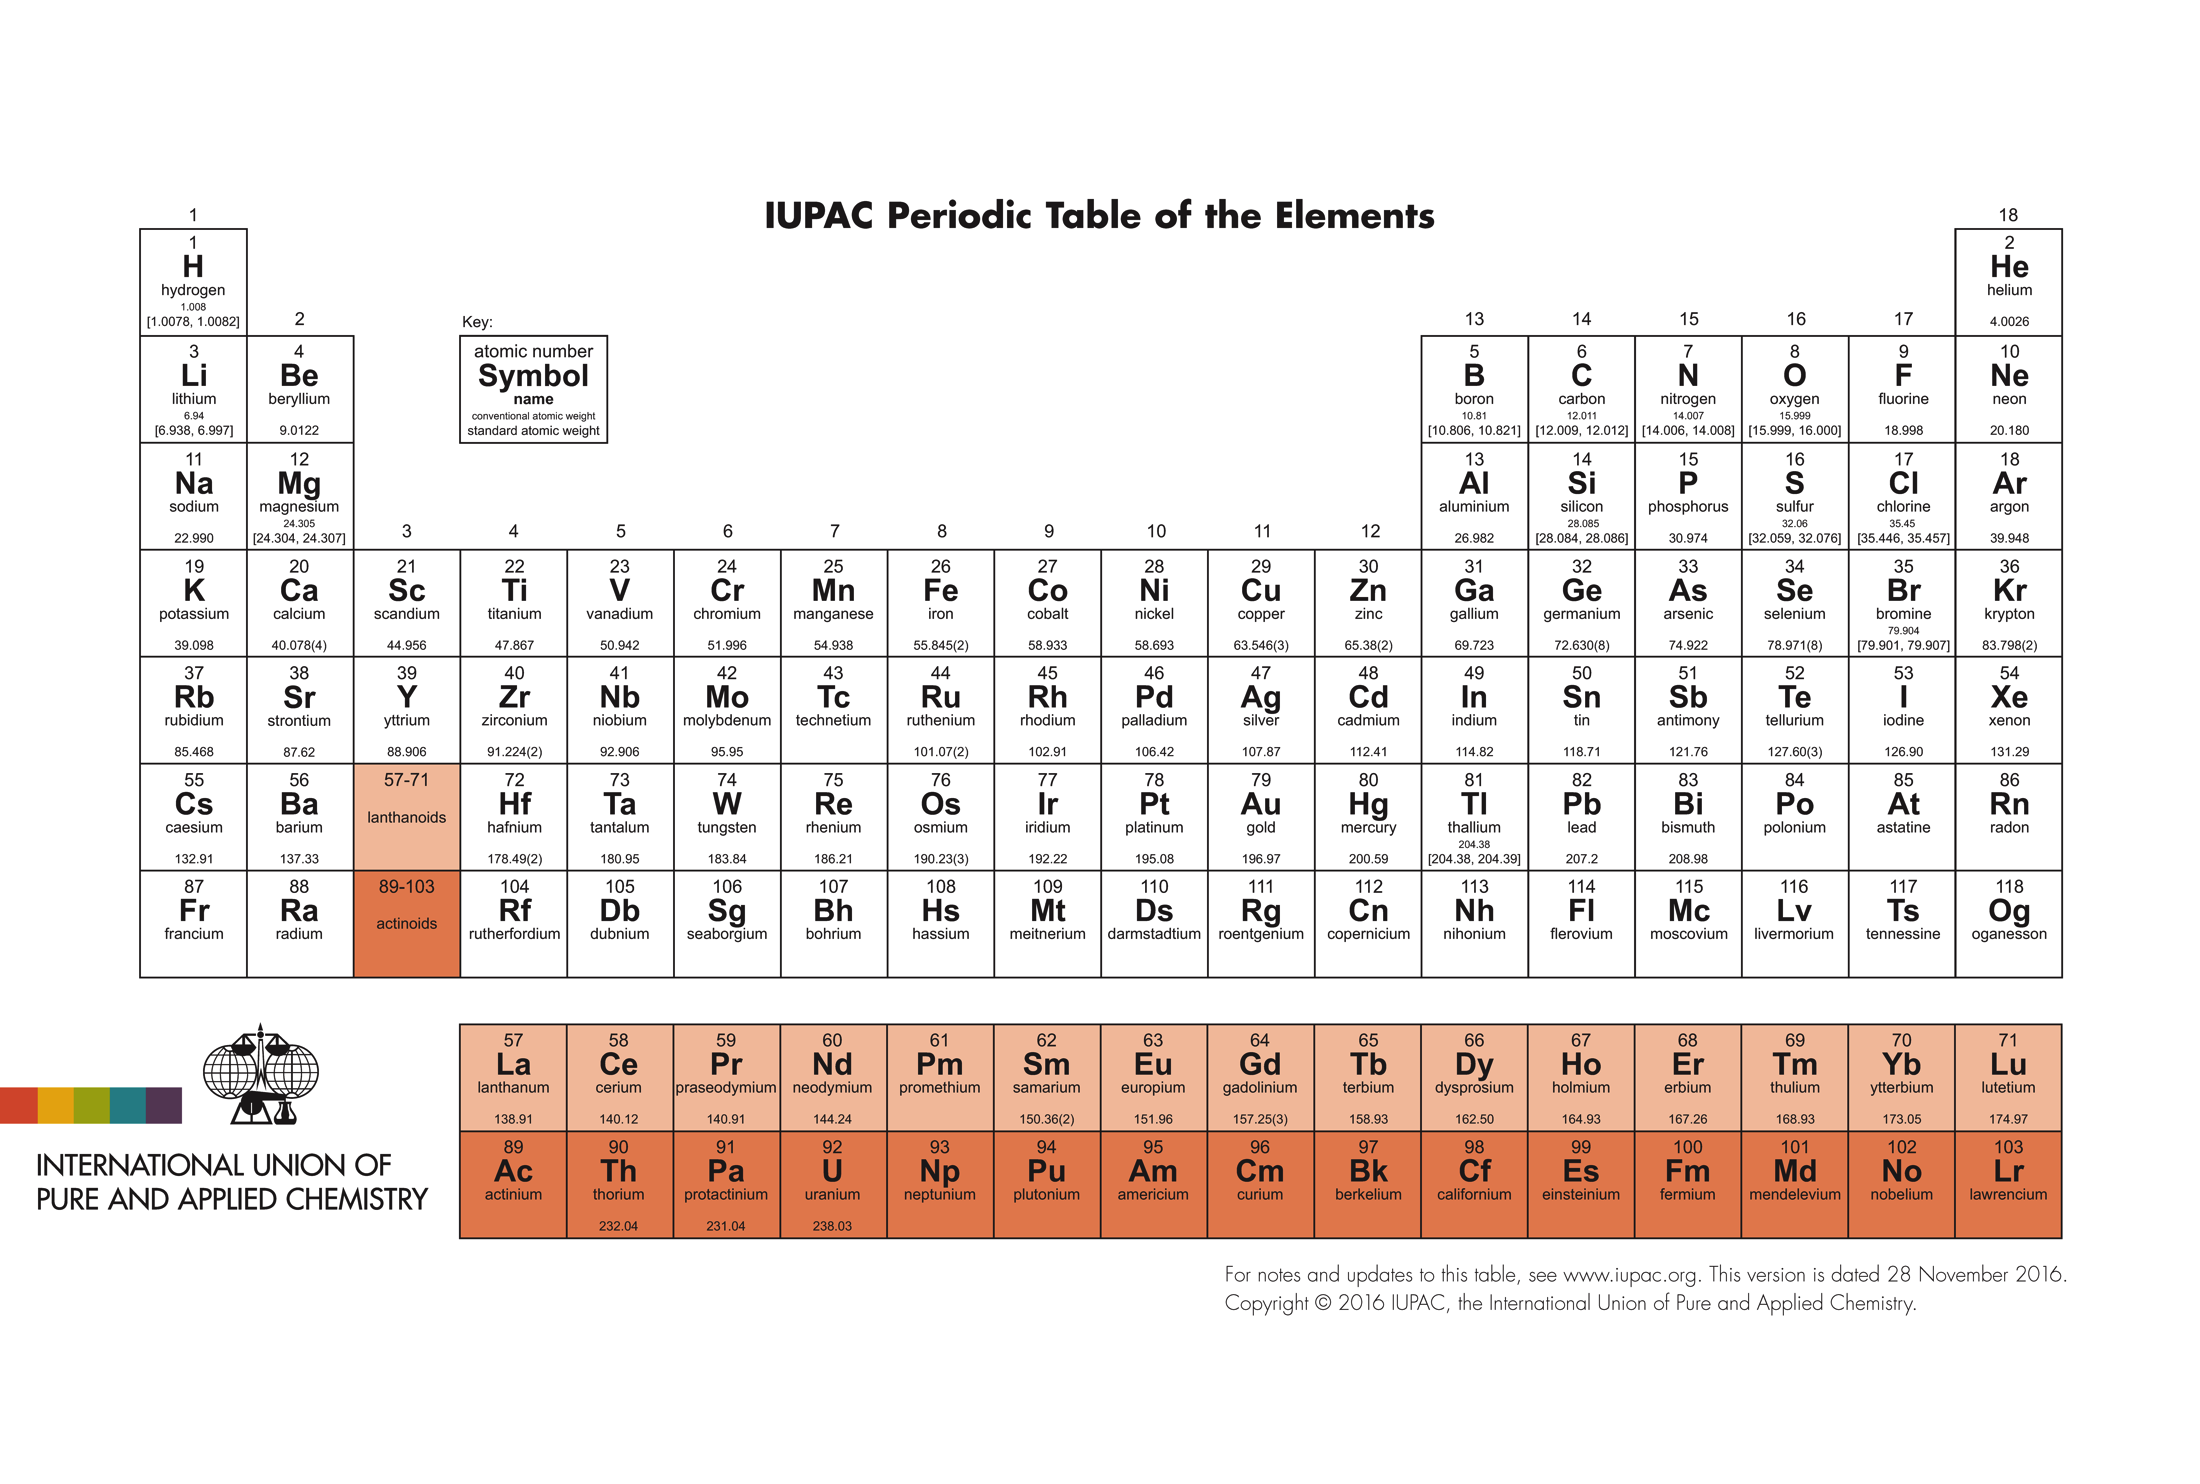 IUPAC Periodic Table of the Elements
1
18
1
H
hydrogen
1.008
[1.0078, 1.0082]
2
He
helium
4.0026
2
13
14
15
16
17
Key:
atomic number
Symbol
name
conventional atomic weight
standard atomic weight
3
Li
lithium
6.94
[6.938, 6.997]
4
Be
beryllium
9.0122
5
B
boron
10.81
[10.806, 10.821]
6
C
carbon
12.011
[12.009, 12.012]
7
N
nitrogen
14.007
[14.006, 14.008]
8
O
oxygen
15.999
[15.999, 16.000]
9
F
fluorine
18.998
10
Ne
neon
20.180
11
Na
sodium
22.990
12
Mg
magnesium
24.305
[24.304, 24.307]
3
4
5
6
7
8
9
10
11
12
13
Al
aluminium
26.982
14
Si
silicon
28.085
[28.084, 28.086]
15
P
phosphorus
30.974
16
S
sulfur
32.06
[32.059, 32.076]
17
Cl
chlorine
35.45
[35.446, 35.457]
18
Ar
argon
39.948
19
K
potassium
39.098
20
Ca
calcium
40.078(4)
21
Sc
scandium
44.956
22
Ti
titanium
47.867
23
V
vanadium
50.942
24
Cr
chromium
51.996
25
Mn
manganese
54.938
26
Fe
iron
55.845(2)
27
Co
cobalt
58.933
28
Ni
nickel
58.693
29
Cu
copper
63.546(3)
30
Zn
zinc
65.38(2)
31
Ga
gallium
69.723
32
Ge
germanium
72.630(8)
33
As
arsenic
74.922
34
Se
selenium
78.971(8)
35
Br
bromine
79.904
[79.901, 79.907]
36
Kr
krypton
83.798(2)
37
Rb
rubidium
85.468
38
Sr
strontium
87.62
39
Y
yttrium
88.906
40
Zr
zirconium
91.224(2)
41
Nb
niobium
92.906
42
Mo
molybdenum
95.95
43
Tc
technetium
44
Ru
ruthenium
101.07(2)
45
Rh
rhodium
102.91
46
Pd
palladium
106.42
47
Ag
silver
107.87
48
Cd
cadmium
112.41
49
In
indium
114.82
50
Sn
tin
118.71
51
Sb
antimony
121.76
52
Te
tellurium
127.60(3)
53
I
iodine
126.90
54
Xe
xenon
131.29
55
Cs
caesium
132.91
56
Ba
barium
137.33
57-71
lanthanoids
72
Hf
hafnium
178.49(2)
73
Ta
tantalum
180.95
74
W
tungsten
183.84
75
Re
rhenium
186.21
76
Os
osmium
190.23(3)
77
Ir
iridium
192.22
78
Pt
platinum
195.08
79
Au
gold
196.97
80
Hg
mercury
200.59
81
Tl
thallium
204.38
[204.38, 204.39]
82
Pb
lead
207.2
83
Bi
bismuth
208.98
84
Po
polonium
85
At
astatine
86
Rn
radon
87
Fr
francium
88
Ra
radium
89-103
actinoids
104
Rf
rutherfordium
105
Db
dubnium
106
Sg
seaborgium
107
Bh
bohrium
108
Hs
hassium
109
Mt
meitnerium
110
Ds
darmstadtium
111
Rg
roentgenium
112
Cn
copernicium
113
Nh
nihonium
114
Fl
flerovium
115
Mc
moscovium
116
Lv
livermorium
117
Ts
tennessine
118
Og
oganesson
57
La
lanthanum
138.91
58
Ce
cerium
140.12
59
Pr
praseodymium
140.91
60
Nd
neodymium
144.24
61
Pm
promethium
62
Sm
samarium
150.36(2)
63
Eu
europium
151.96
64
Gd
gadolinium
157.25(3)
65
Tb
terbium
158.93
66
Dy
dysprosium
162.50
67
Ho
holmium
164.93
68
Er
erbium
167.26
69
Tm
thulium
168.93
70
Yb
ytterbium
173.05
71
Lu
lutetium
174.97
89
Ac
actinium
90
Th
thorium
232.04
91
Pa
protactinium
231.04
92
U
uranium
238.03
93
Np
neptunium
94
Pu
plutonium
95
Am
americium
96
Cm
curium
97
Bk
berkelium
98
Cf
californium
99
Es
einsteinium
100
Fm
fermium
101
Md
mendelevium
102
No
nobelium
103
Lr
lawrencium
INTERNATIONAL UNION OF
PURE AND APPLIED CHEMISTRY
For notes and updates to this table, see www.iupac.org. This version is dated 28 November 2016.
Copyright © 2016 IUPAC, the International Union of Pure and Applied Chemistry.